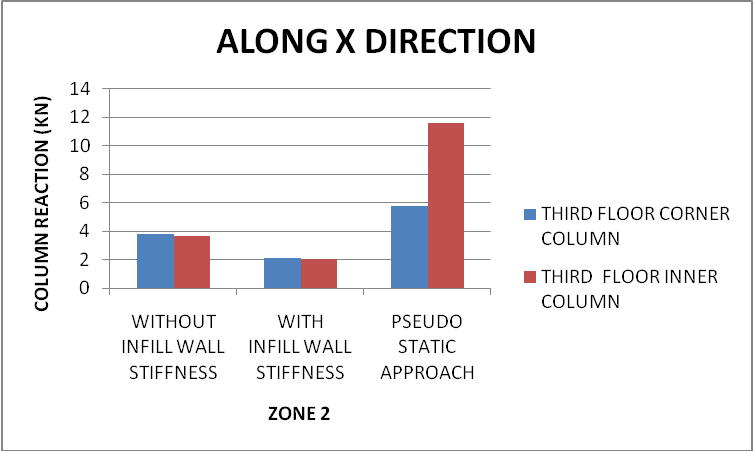 ALONG X DIRECTION
COLUMN REACTION (KN)
14
12
10
8
6
4
2
0
WITHOUT
INFILL WALL
STIFFNESS
WITH
INFILL WALL
STIFFNESS
PSEUDO
STATIC
APPROACH
ZONE 2
THIRD FLOOR CORNER
COLUMN
THIRD FLOOR INNER
COLUMN